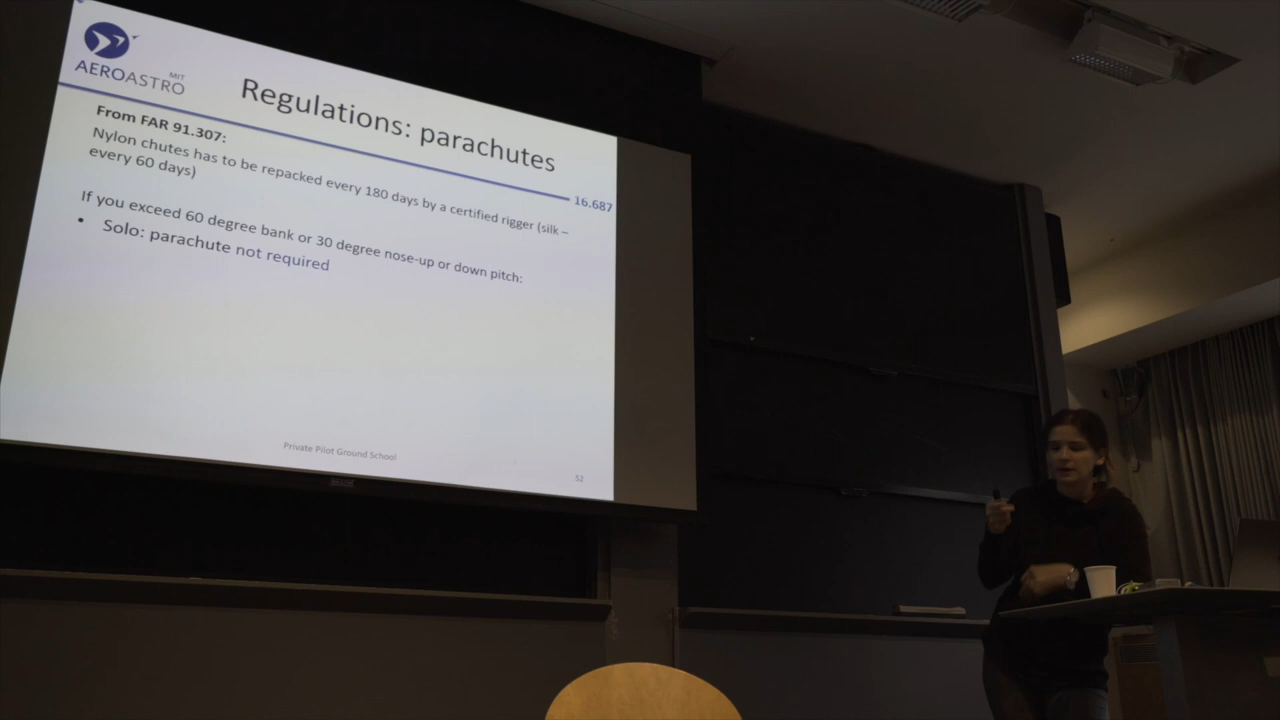 MIT
AEROASTRO
Regulations: parachutes
16.687
From FAR 91.307:
Nylon chutes has to be repacked every 180 days by a certified rigger (silk –
every 60 days)
If you exceed 60 degree bank or 30 degree nose-up or down pitch:
• Solo: parachute not required
Private Pilot Ground School
52